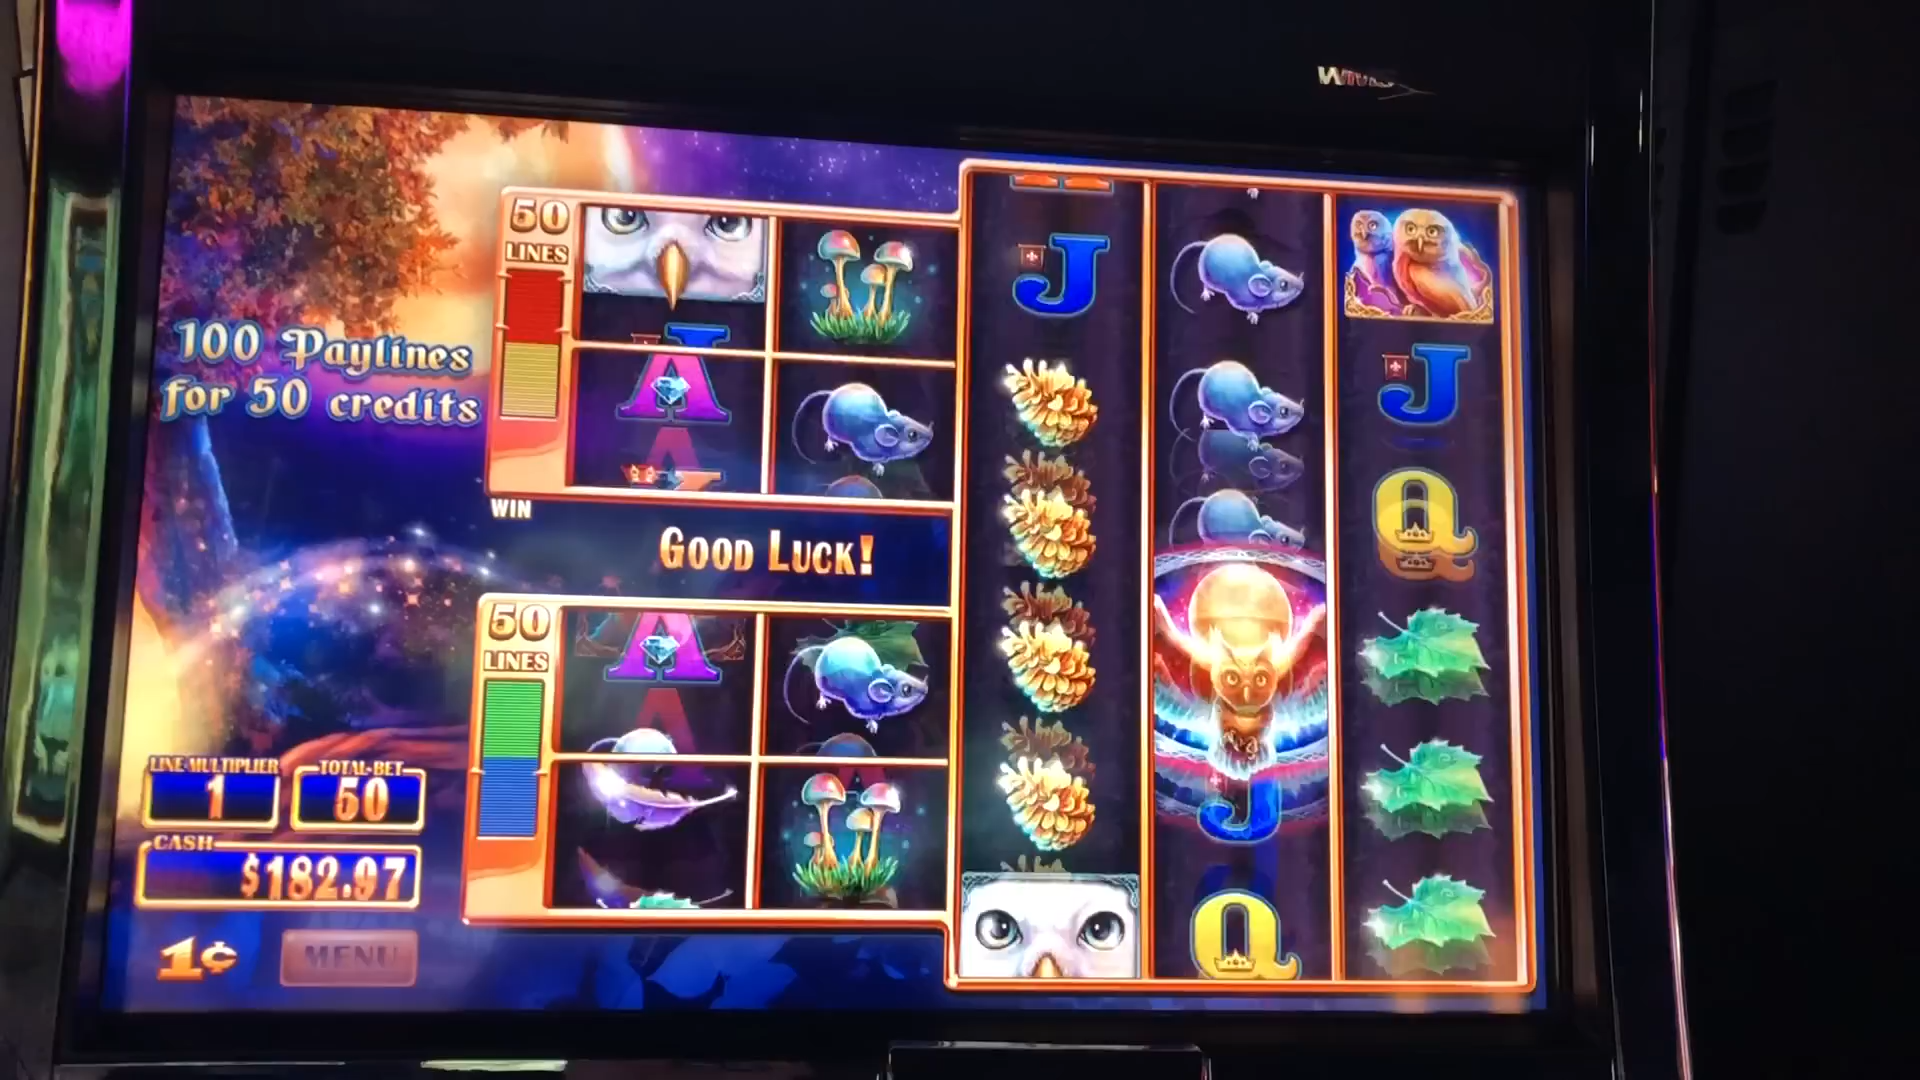 50
LINES
100 Paylines
for 50 credits
WIN
GOOD LUCK!
50
LINES
LINE MULTIPLIER
1
TOTAL BET
50
CASH
$182.97
1¢
MENU
A
A
J
J
Q
J
Q